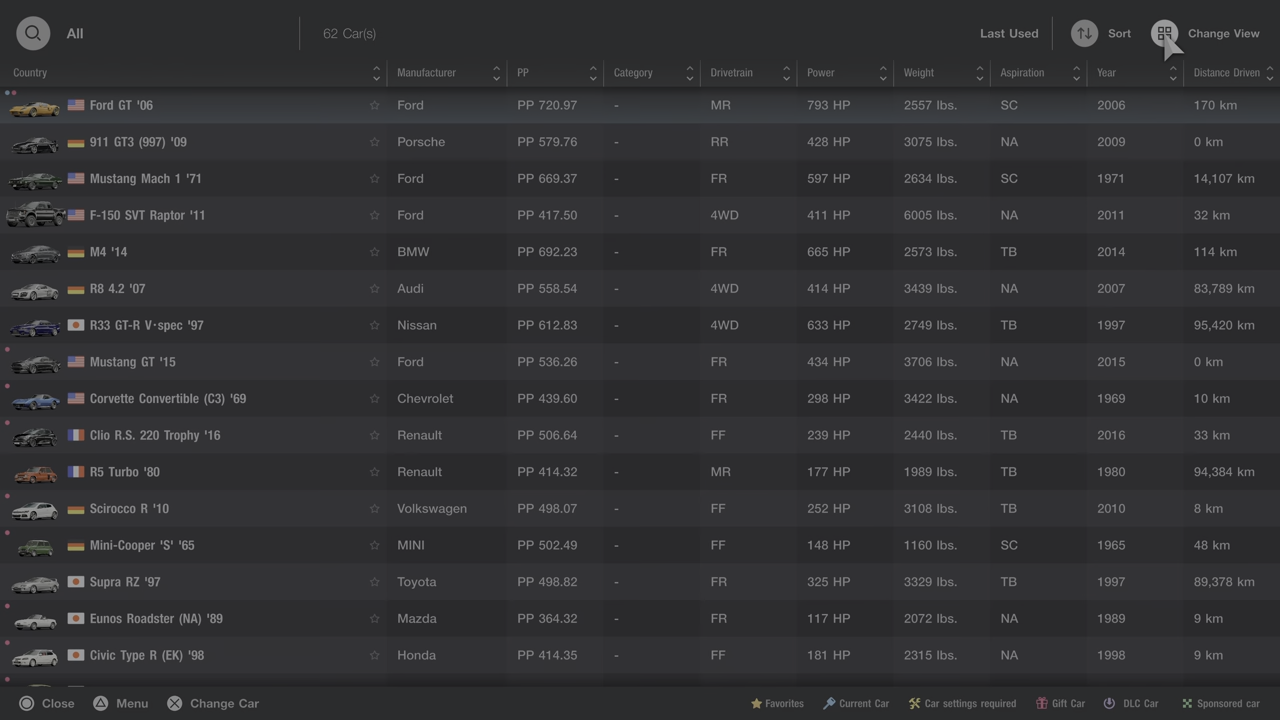 All 62 Car(s) Last Used Sort Change View
Country Manufacturer PP Category Drivetrain Power Weight Aspiration Year Distance Driven
Ford GT '06 Ford PP 720.97 - MR 793 HP 2557 lbs. SC 2006 170 km
911 GT3 (997) '09 Porsche PP 579.76 - RR 428 HP 3075 lbs. NA 2009 0 km
Mustang Mach 1 '71 Ford PP 669.37 - FR 597 HP 2634 lbs. SC 1971 14,107 km
F-150 SVT Raptor '11 Ford PP 417.50 - 4WD 411 HP 6005 lbs. NA 2011 32 km
M4 '14 BMW PP 692.23 - FR 665 HP 2573 lbs. TB 2014 114 km
R8 4.2 '07 Audi PP 558.54 - 4WD 414 HP 3439 lbs. NA 2007 83,789 km
R33 GT-R V·spec '97 Nissan PP 612.83 - 4WD 633 HP 2749 lbs. TB 1997 95,420 km
Mustang GT '15 Ford PP 536.26 - FR 434 HP 3706 lbs. NA 2015 0 km
Corvette Convertible (C3) '69 Chevrolet PP 439.60 - FR 298 HP 3422 lbs. NA 1969 10 km
Clio R.S. 220 Trophy '16 Renault PP 506.64 - FF 239 HP 2440 lbs. TB 2016 33 km
R5 Turbo '80 Renault PP 414.32 - MR 177 HP 1989 lbs. TB 1980 94,384 km
Scirocco R '10 Volkswagen PP 498.07 - FF 252 HP 3108 lbs. TB 2010 8 km
Mini-Cooper 'S' '65 MINI PP 502.49 - FF 148 HP 1160 lbs. SC 1965 48 km
Supra RZ '97 Toyota PP 498.82 - FR 325 HP 3329 lbs. TB 1997 89,378 km
Eunos Roadster (NA) '89 Mazda PP 364.32 - FR 117 HP 2072 lbs. NA 1989 9 km
Civic Type R (EK) '98 Honda PP 414.35 - FF 181 HP 2315 lbs. NA 1998 9 km
Close Menu Change Car Favorites Current Car Car settings required Gift Car DLC Car Sponsored car